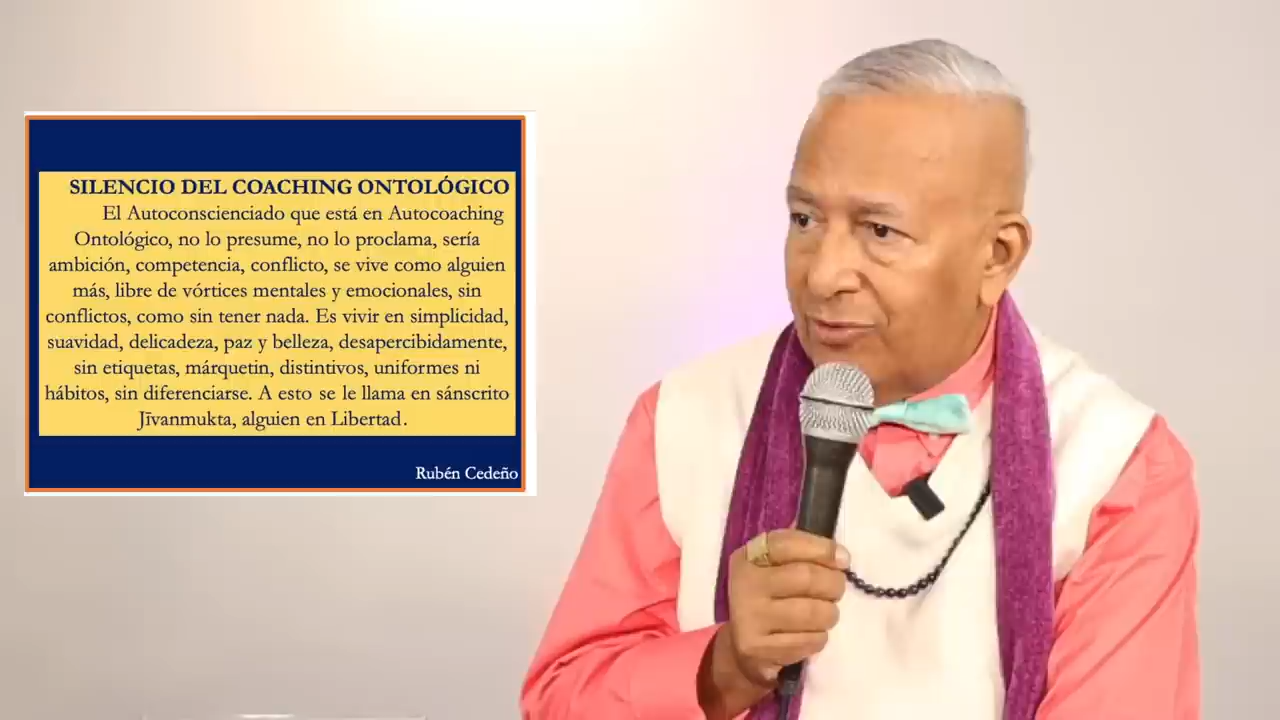 SILENCIO DEL COACHING ONTOLÓGICO
El Autoconscienciado que está en Autocoaching
Ontológico, no lo presume, no lo proclama, sería
ambición, competencia, conflicto, se vive como alguien
más, libre de vórtices mentales y emocionales, sin
conflictos, como sin tener nada. Es vivir en simplicidad,
suavidad, delicadeza, paz y belleza, desapercibidamente,
sin etiquetas, márquetin, distintivos, uniformes ni
hábitos, sin diferenciarse. A esto se le llama en sánscrito
Jīvanmukta, alguien en Libertad.
Rubén Cedeño